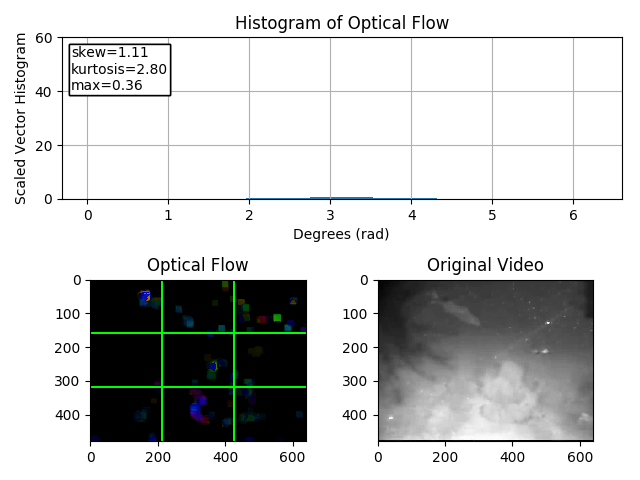 Histogram of Optical Flow
Scaled Vector Histogram
60
40
20
0
skew=1.11
kurtosis=2.80
max=0.36
0 1 2 3 4 5 6
Degrees (rad)
Optical Flow
0
100
200
300
400
0 200 400 600
Original Video
0
100
200
300
400
0 200 400 600